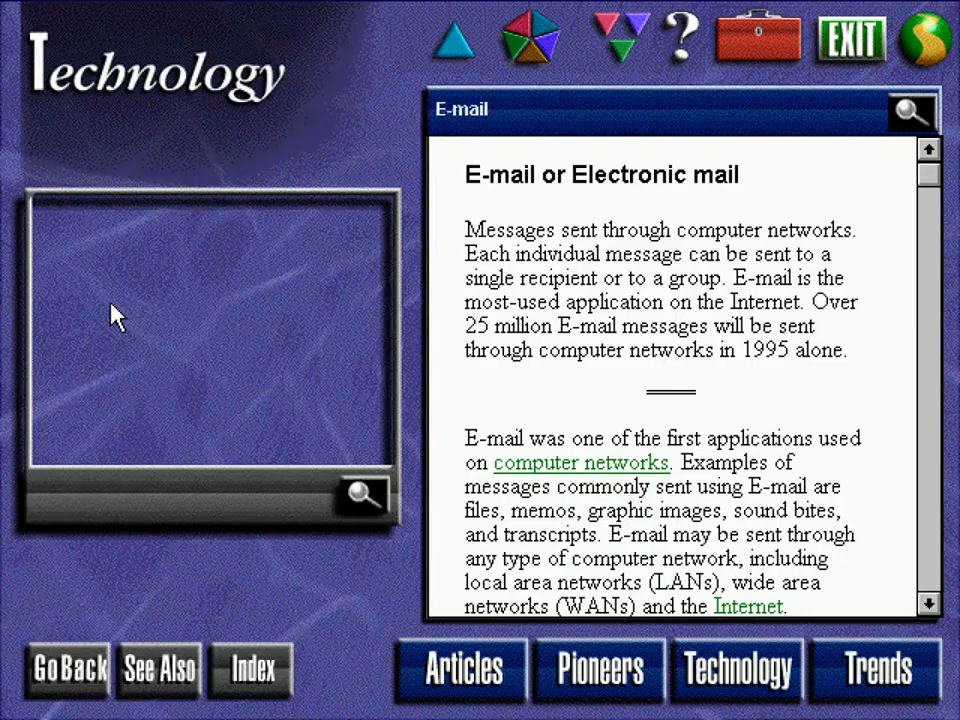 Technology
?
EXIT
E-mail
E-mail or Electronic mail
Messages sent through computer networks.
Each individual message can be sent to a
single recipient or to a group. E-mail is the
most-used application on the Internet. Over
25 million E-mail messages will be sent
through computer networks in 1995 alone.
E-mail was one of the first applications used
on computer networks. Examples of
messages commonly sent using E-mail are
files, memos, graphic images, sound bites,
and transcripts. E-mail may be sent through
any type of computer network, including
local area networks (LANs), wide area
networks (WANs) and the Internet.
Go Back See Also Index Articles Pioneers Technology Trends